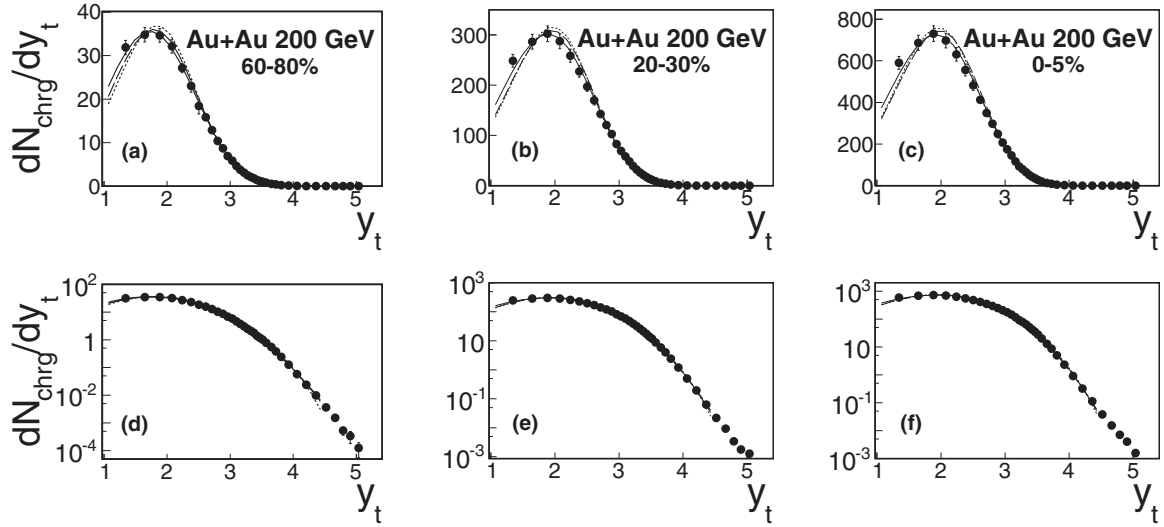 Au+Au 200 GeV
60-80%
(a)
dN_chrg/dy_t
0
10
20
30
40
1 2 3 4 5
y_t
Au+Au 200 GeV
20-30%
(b)
0
100
200
300
1 2 3 4 5
y_t
Au+Au 200 GeV
0-5%
(c)
0
200
400
600
800
1 2 3 4 5
y_t
(d)
dN_chrg/dy_t
10^2
1
10^-2
10^-4
1 2 3 4 5
y_t
(e)
10^3
10
10^-1
10^-3
1 2 3 4 5
y_t
(f)
10^3
10
10^-1
10^-3
1 2 3 4 5
y_t